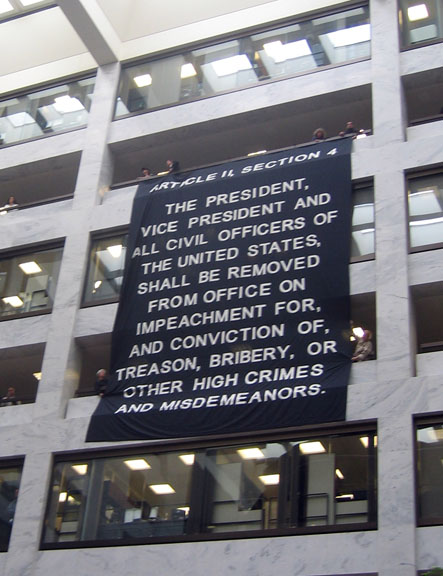 ARTICLE II, SECTION 4
THE PRESIDENT,
VICE PRESIDENT AND
ALL CIVIL OFFICERS OF
THE UNITED STATES,
SHALL BE REMOVED
FROM OFFICE ON
IMPEACHMENT FOR,
AND CONVICTION OF,
TREASON, BRIBERY, OR
OTHER HIGH CRIMES
AND MISDEMEANORS.